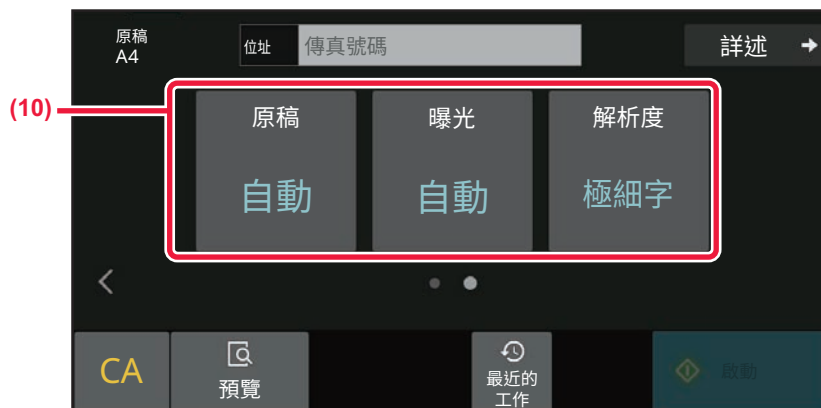 原稿
A4
位址 傳真號碼
詳述
(10)
原稿 曝光 解析度
自動 自動 極細字
CA
預覽
最近的
工作
啟動